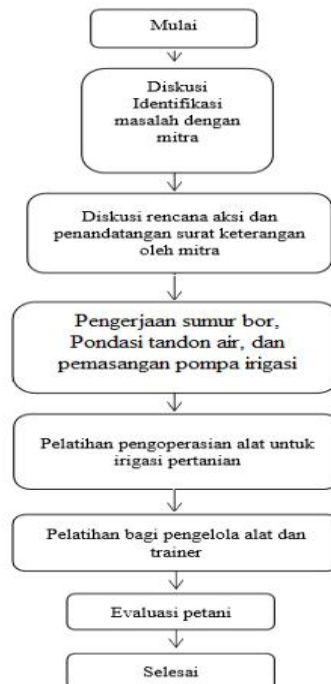 Mulai
Diskusi
Identifikasi
masalah dengan
mitra
Diskusi rencana aksi dan
penandatangan surat keterangan
oleh mitra
Pengerjaan sumur bor,
Pondasi tandon air, dan
pemasangan pompa irigasi
Pelatihan pengoperasian alat untuk
irigasi pertanian
Pelatihan bagi pengelola alat dan
trainer
Evaluasi petani
Selesai